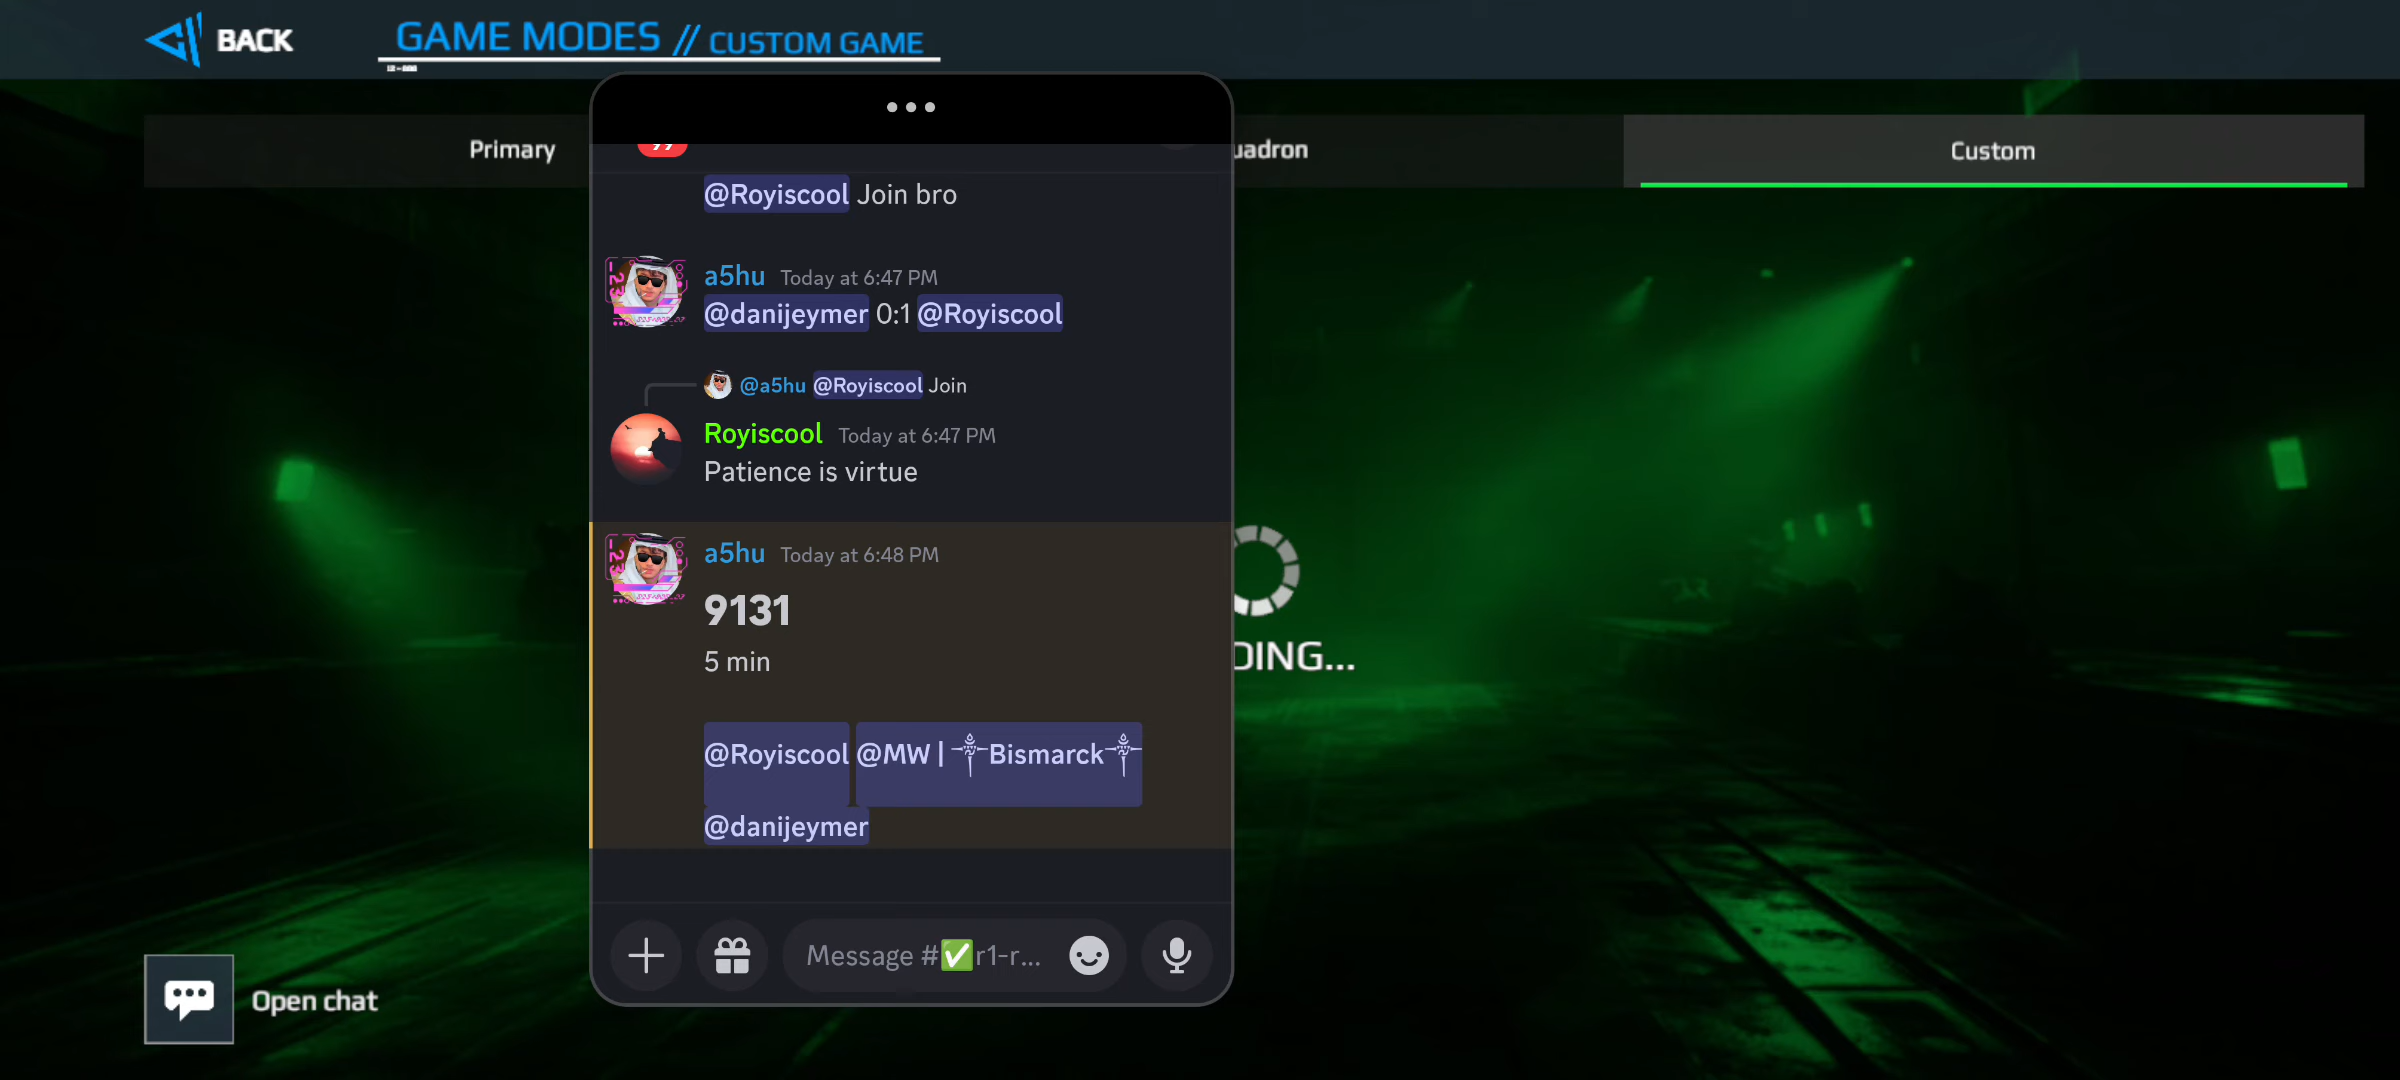 BACK
GAME MODES // CUSTOM GAME
Primary
uadron
Custom
@Royiscool Join bro
a5hu Today at 6:47 PM
@danijeymer 0:1 @Royiscool
@a5hu @Royiscool Join
Royiscool Today at 6:47 PM
Patience is virtue
a5hu Today at 6:48 PM
9131
5 min
@Royiscool @MW | Bismarck
@danijeymer
DING...
Message #✅r1-r...
Open chat